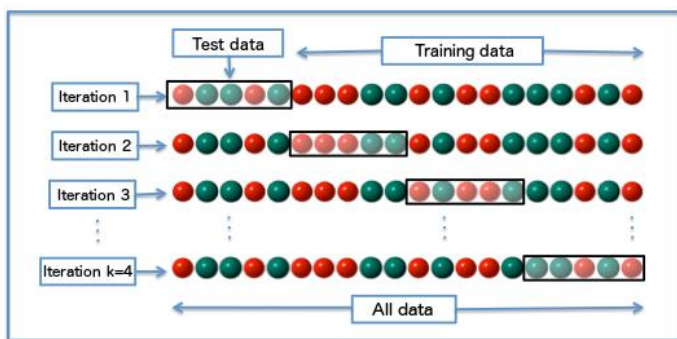 Test data
Training data
Iteration 1
Iteration 2
Iteration 3
Iteration k=4
All data